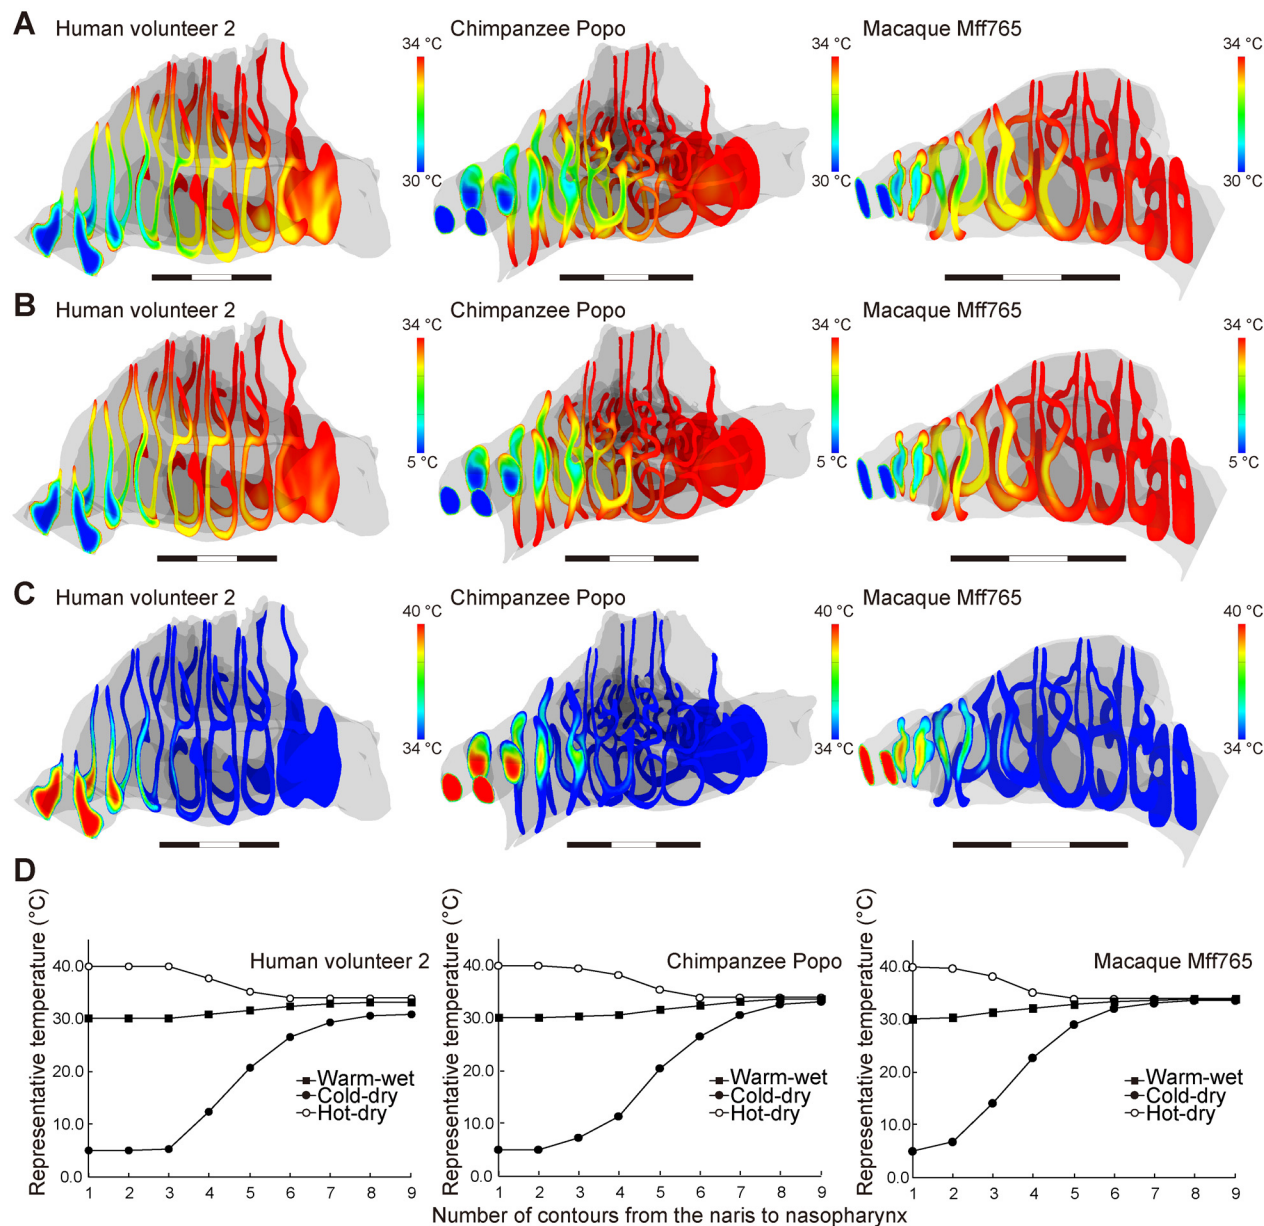 A
Human volunteer 2
Chimpanzee Popo
Macaque Mff765
34 °C
34 °C
34 °C
30 °C
30 °C
30 °C
B
Human volunteer 2
Chimpanzee Popo
Macaque Mff765
34 °C
34 °C
34 °C
5 °C
5 °C
5 °C
C
Human volunteer 2
Chimpanzee Popo
Macaque Mff765
40 °C
40 °C
40 °C
34 °C
34 °C
34 °C
D
Representative temperature (°C)
40.0
30.0
20.0
10.0
0.0
Human volunteer 2
Warm-wet
Cold-dry
Hot-dry
1 2 3 4 5 6 7 8 9
Representative temperature (°C)
40.0
30.0
20.0
10.0
0.0
Chimpanzee Popo
Warm-wet
Cold-dry
Hot-dry
1 2 3 4 5 6 7 8 9
Representative temperature (°C)
40.0
30.0
20.0
10.0
0.0
Macaque Mff765
Warm-wet
Cold-dry
Hot-dry
1 2 3 4 5 6 7 8 9
Number of contours from the naris to nasopharynx